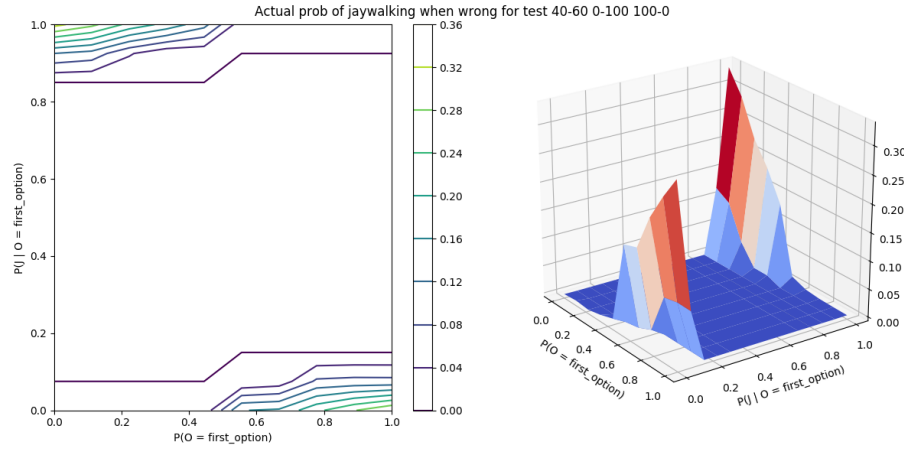 Actual prob of jaywalking when wrong for test 40-60 0-100 100-0
1.0
0.8
0.6
0.4
0.2
0.0
P(J | O = first_option)
0.0 0.2 0.4 0.6 0.8 1.0
P(O = first_option)
0.36
0.32
0.28
0.24
0.20
0.16
0.12
0.08
0.04
0.00
0.30
0.25
0.20
0.15
0.10
0.05
0.00
0.0 0.2 0.4 0.6 0.8 1.0
P(O = first_option)
0.0 0.2 0.4 0.6 0.8 1.0
P(J | O = first_option)